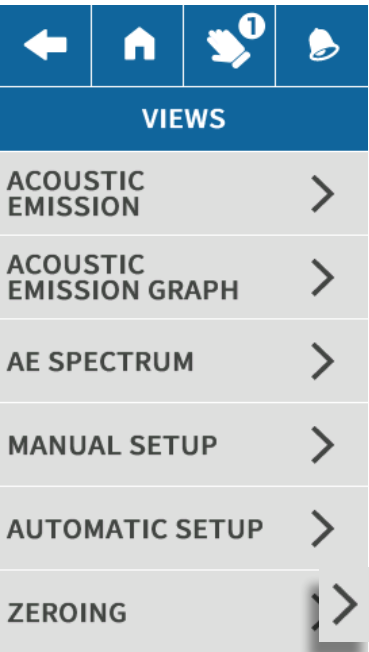 1
VIEWS
ACOUSTIC
EMISSION
ACOUSTIC
EMISSION GRAPH
AE SPECTRUM
MANUAL SETUP
AUTOMATIC SETUP
ZEROING